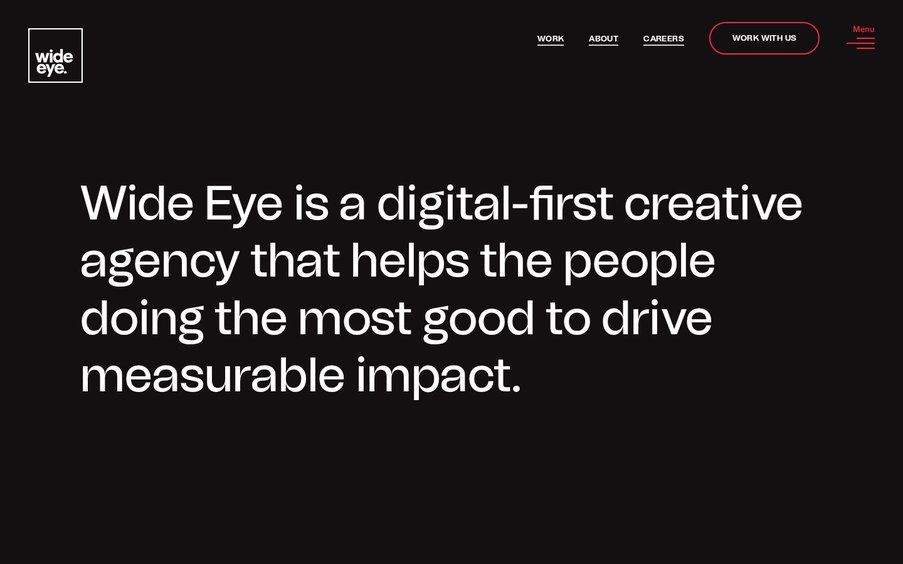 wide
eye.
WORK
ABOUT
CAREERS
WORK WITH US
Menu
Wide Eye is a digital-first creative
agency that helps the people
doing the most good to drive
measurable impact.